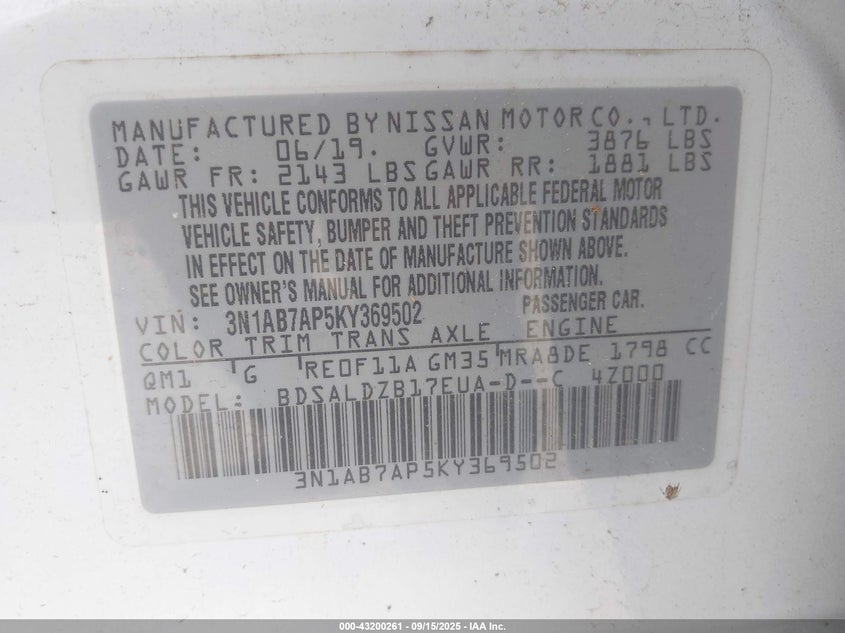 MANUFACTURED BY NISSAN MOTOR CO., LTD.
DATE: 06/19. GVWR: 3876 LBS
GAWR FR: 2143 LBS GAWR RR: 1881 LBS
THIS VEHICLE CONFORMS TO ALL APPLICABLE FEDERAL MOTOR
VEHICLE SAFETY, BUMPER AND THEFT PREVENTION STANDARDS
IN EFFECT ON THE DATE OF MANUFACTURE SHOWN ABOVE.
SEE OWNER'S MANUAL FOR ADDITIONAL INFORMATION.
VIN: 3N1AB7AP5KY369502 PASSENGER CAR.
COLOR TRIM TRANS AXLE ENGINE
QM1 G RE0F11A GM35 MRA8DE 1798 CC
MODEL: BDSALDZB17EUA-D--C 4Z000
3N1AB7AP5KY369502
000-43200261 - 09/15/2025 - IAA Inc.